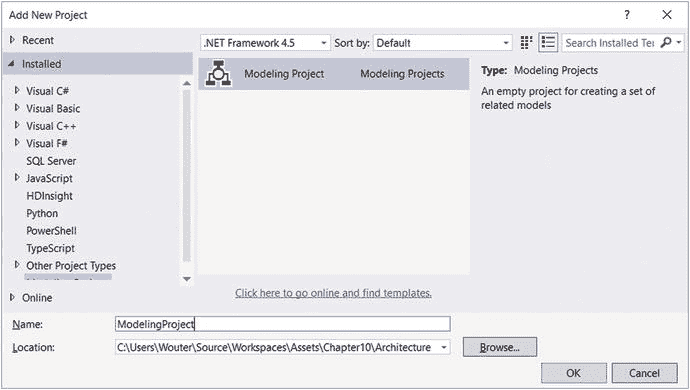 Add New Project
?
Recent
.NET Framework 4.5
Sort by: Default
Search Installed Te
Installed
Visual C#
Visual Basic
Visual C++
Visual F#
SQL Server
JavaScript
HDInsight
Python
PowerShell
TypeScript
Other Project Types
Online
Modeling Project Modeling Projects
Type: Modeling Projects
An empty project for creating a set of
related models
Click here to go online and find templates.
Name: ModelingProject
Location: C:\Users\Wouter\Source\Workspaces\Assets\Chapter10\Architecture
Browse...
OK Cancel